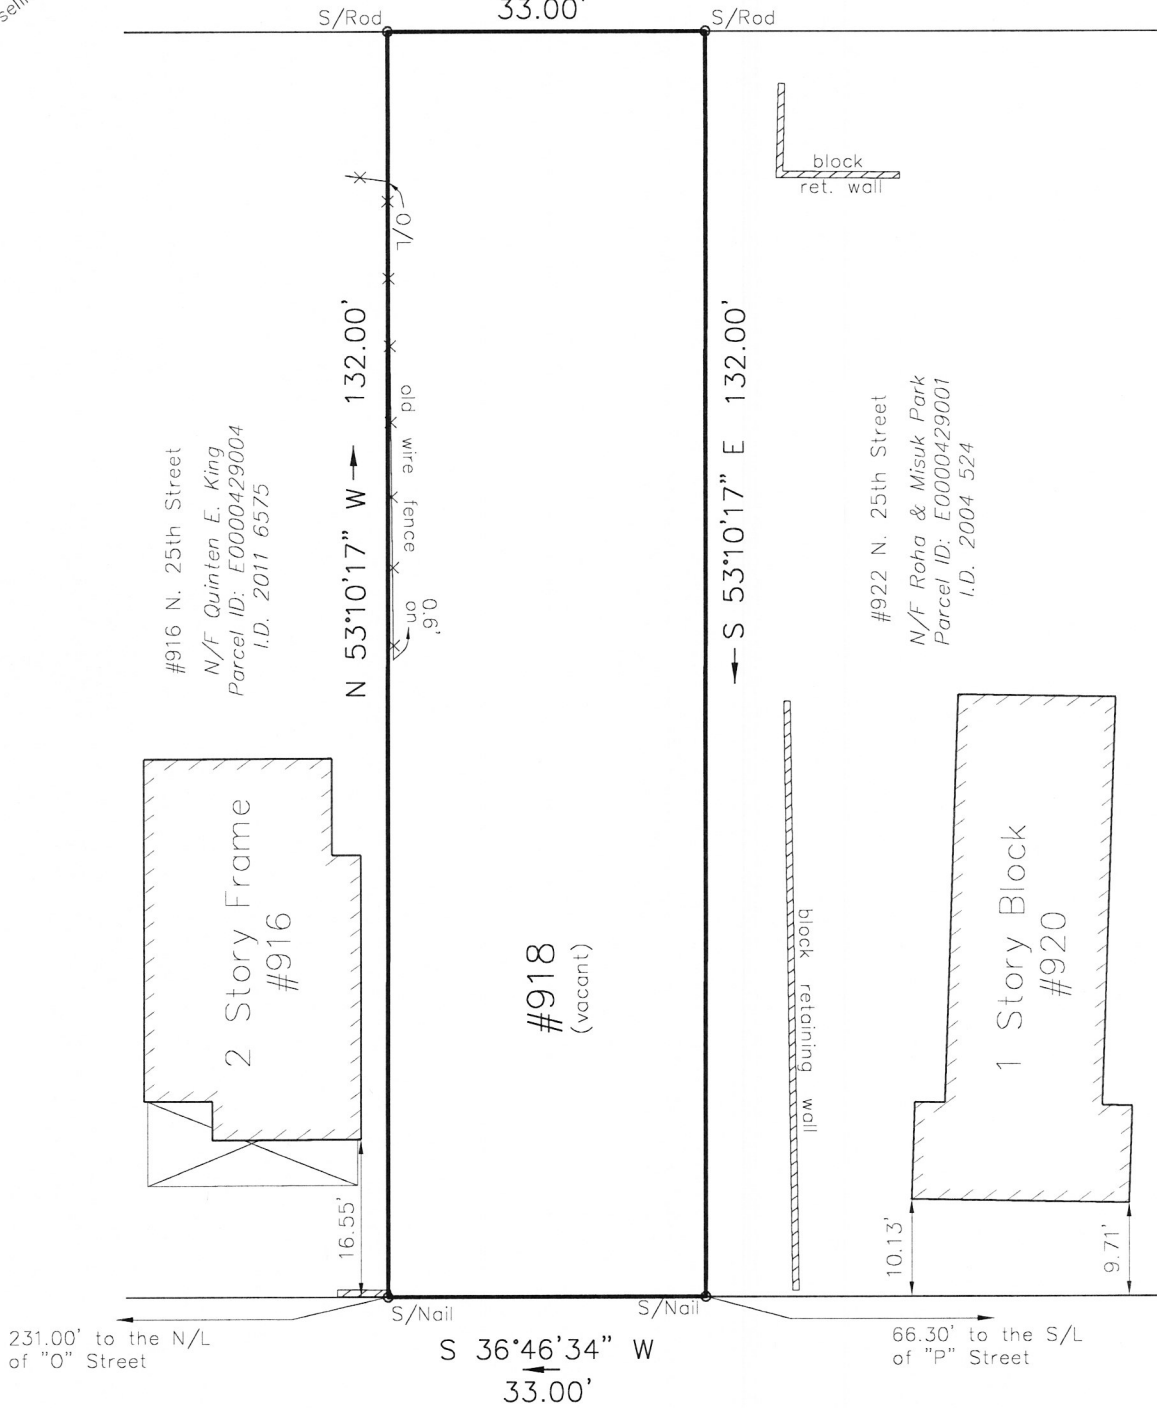 33.00'
S/Rod
S/Rod
block
ret. wall
O/L
N 53°10'17" W 132.00'
old wire fence
0.6'
on
S 53°10'17" E 132.00'
#916 N. 25th Street
N/F Quinten E. King
Parcel ID: E0000429004
I.D. 2011 6575
#922 N. 25th Street
N/F Roha & Misuk Park
Parcel ID: E0000429001
I.D. 2004 524
2 Story Frame
#916
#918
(vacant)
block retaining wall
1 Story Block
#920
16.55'
10.13'
9.71'
S/Nail
S/Nail
231.00' to the N/L
of "O" Street
S 36°46'34" W
33.00'
66.30' to the S/L
of "P" Street